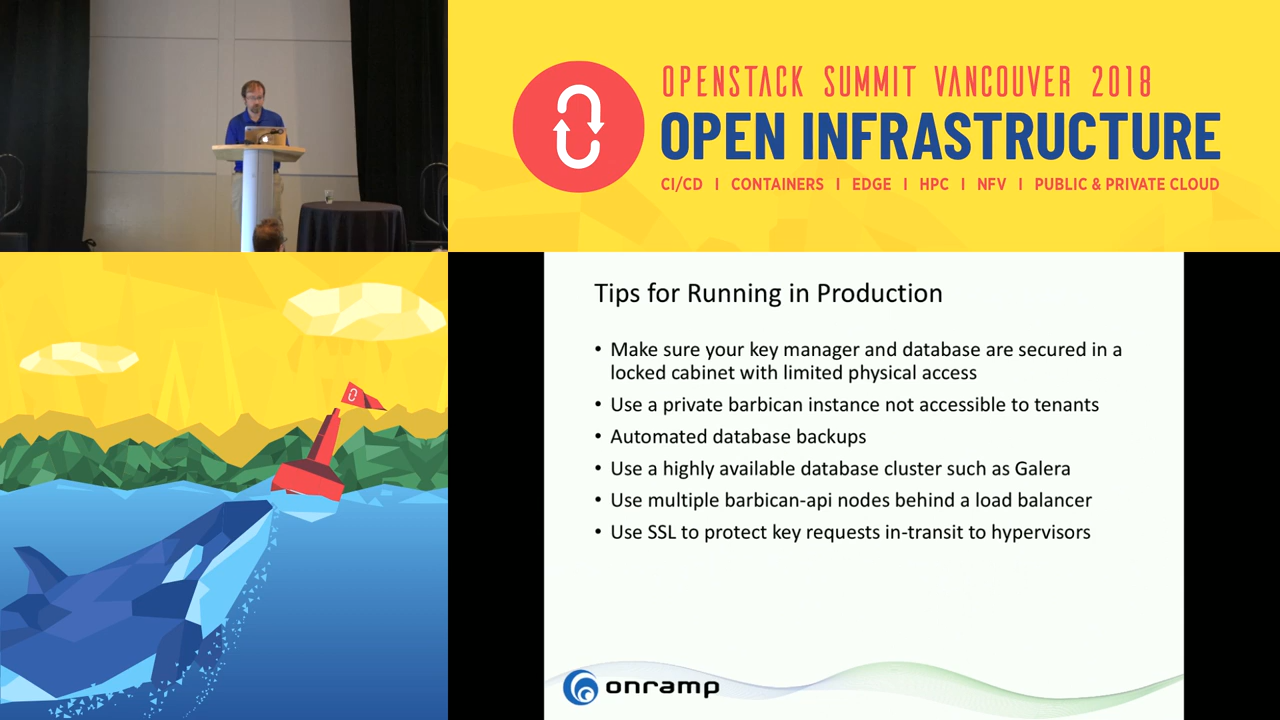 OPENSTACK SUMMIT VANCOUVER 2018
OPEN INFRASTRUCTURE
CI/CD | CONTAINERS | EDGE | HPC | NFV | PUBLIC & PRIVATE CLOUD
Tips for Running in Production
• Make sure your key manager and database are secured in a
locked cabinet with limited physical access
• Use a private barbican instance not accessible to tenants
• Automated database backups
• Use a highly available database cluster such as Galera
• Use multiple barbican-api nodes behind a load balancer
• Use SSL to protect key requests in-transit to hypervisors
onramp